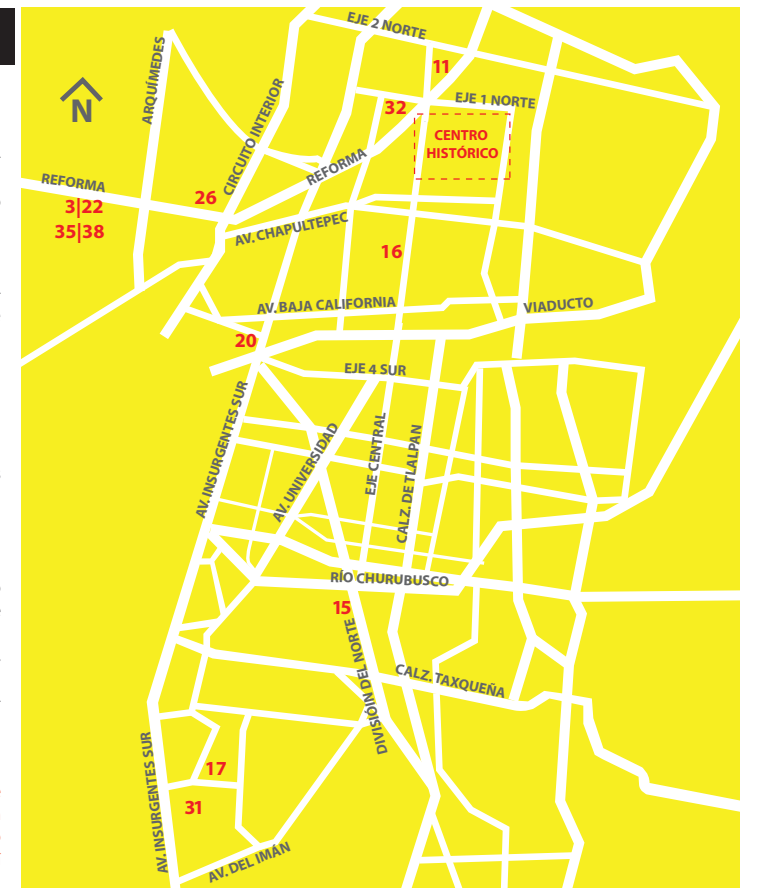 EJE 2 NORTE
11
ARQUÍMEDES
N
CIRCUITO INTERIOR
32
EJE 1 NORTE
CENTRO
HISTÓRICO
REFORMA
REFORMA
3|22
35|38
26
AV. CHAPULTEPEC
16
AV. BAJA CALIFORNIA
VIADUCTO
20
EJE 4 SUR
AV. INSURGENTES SUR
AV. UNIVERSIDAD
EJE CENTRAL
CALZ. DE TLALPAN
RÍO CHURUBUSCO
15
DIVISIÓIN DEL NORTE
CALZ. TAXQUEÑA
AV. INSURGENTES SUR
17
31
AV. DEL IMÁN